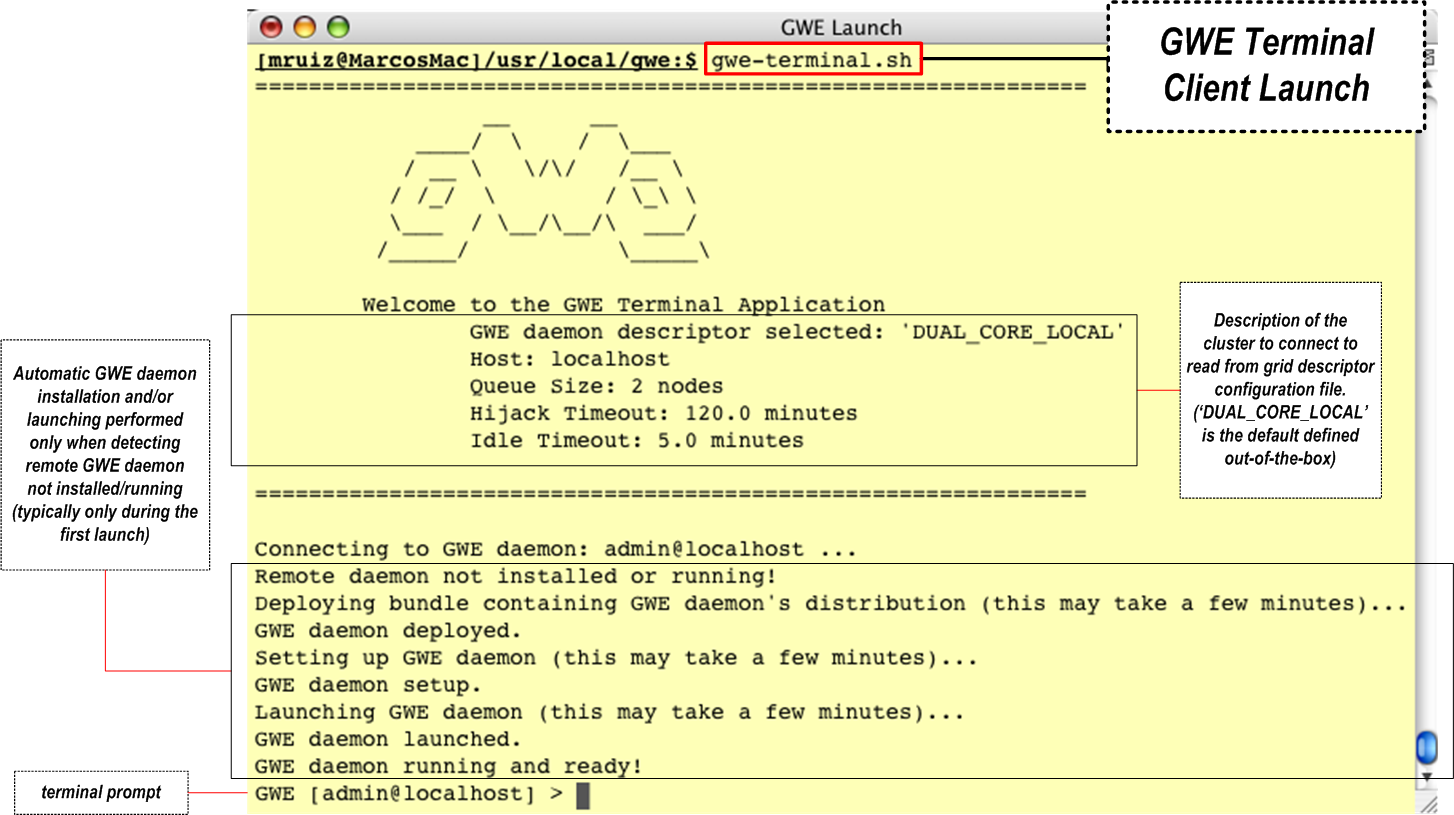 GWE Launch
GWE Terminal
Client Launch
[mruiz@MarcosMac]/usr/local/gwe:$ gwe-terminal.sh
==============================================================
Welcome to the GWE Terminal Application
GWE daemon descriptor selected: 'DUAL_CORE_LOCAL'
Host: localhost
Queue Size: 2 nodes
Hijack Timeout: 120.0 minutes
Idle Timeout: 5.0 minutes
==============================================================
Description of the
cluster to connect to
read from grid descriptor
configuration file.
(‘DUAL_CORE_LOCAL’
is the default defined
out-of-the-box)
Automatic GWE daemon
installation and/or
launching performed
only when detecting
remote GWE daemon
not installed/running
(typically only during the
first launch)
Connecting to GWE daemon: admin@localhost ...
Remote daemon not installed or running!
Deploying bundle containing GWE daemon's distribution (this may take a few minutes)...
GWE daemon deployed.
Setting up GWE daemon (this may take a few minutes)...
GWE daemon setup.
Launching GWE daemon (this may take a few minutes)...
GWE daemon launched.
GWE daemon running and ready!
terminal prompt
GWE [admin@localhost] >